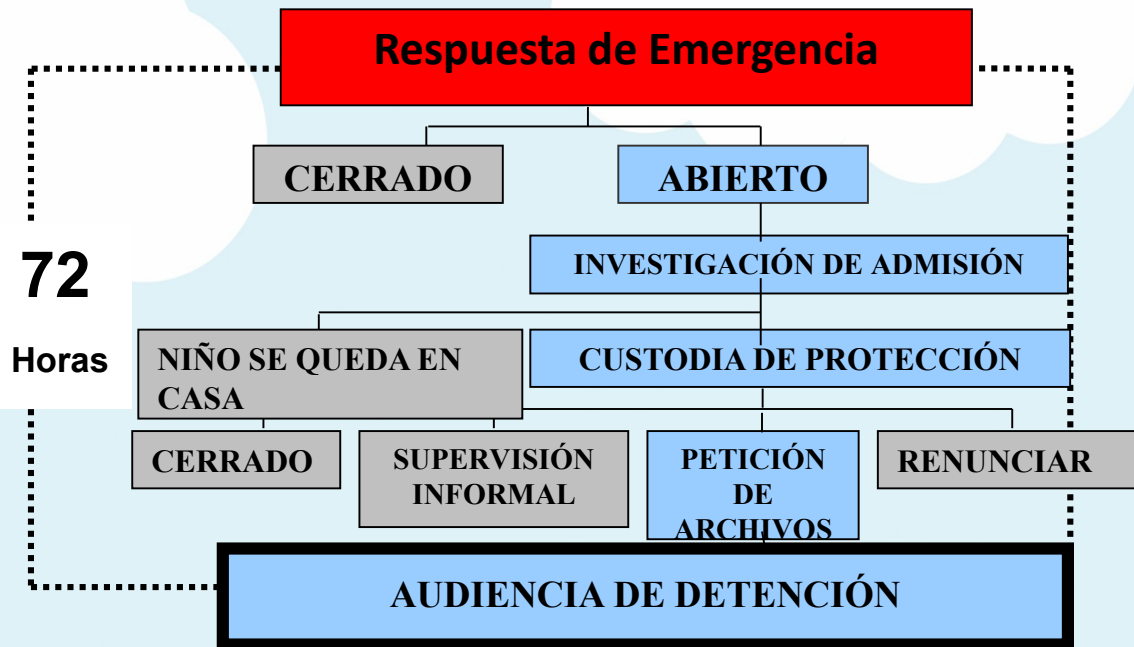 Respuesta de Emergencia
CERRADO
ABIERTO
INVESTIGACIÓN DE ADMISIÓN
72
Horas
NIÑO SE QUEDA EN
CASA
CUSTODIA DE PROTECCIÓN
CERRADO
SUPERVISIÓN
INFORMAL
PETICIÓN
DE
ARCHIVOS
RENUNCIAR
AUDIENCIA DE DETENCIÓN